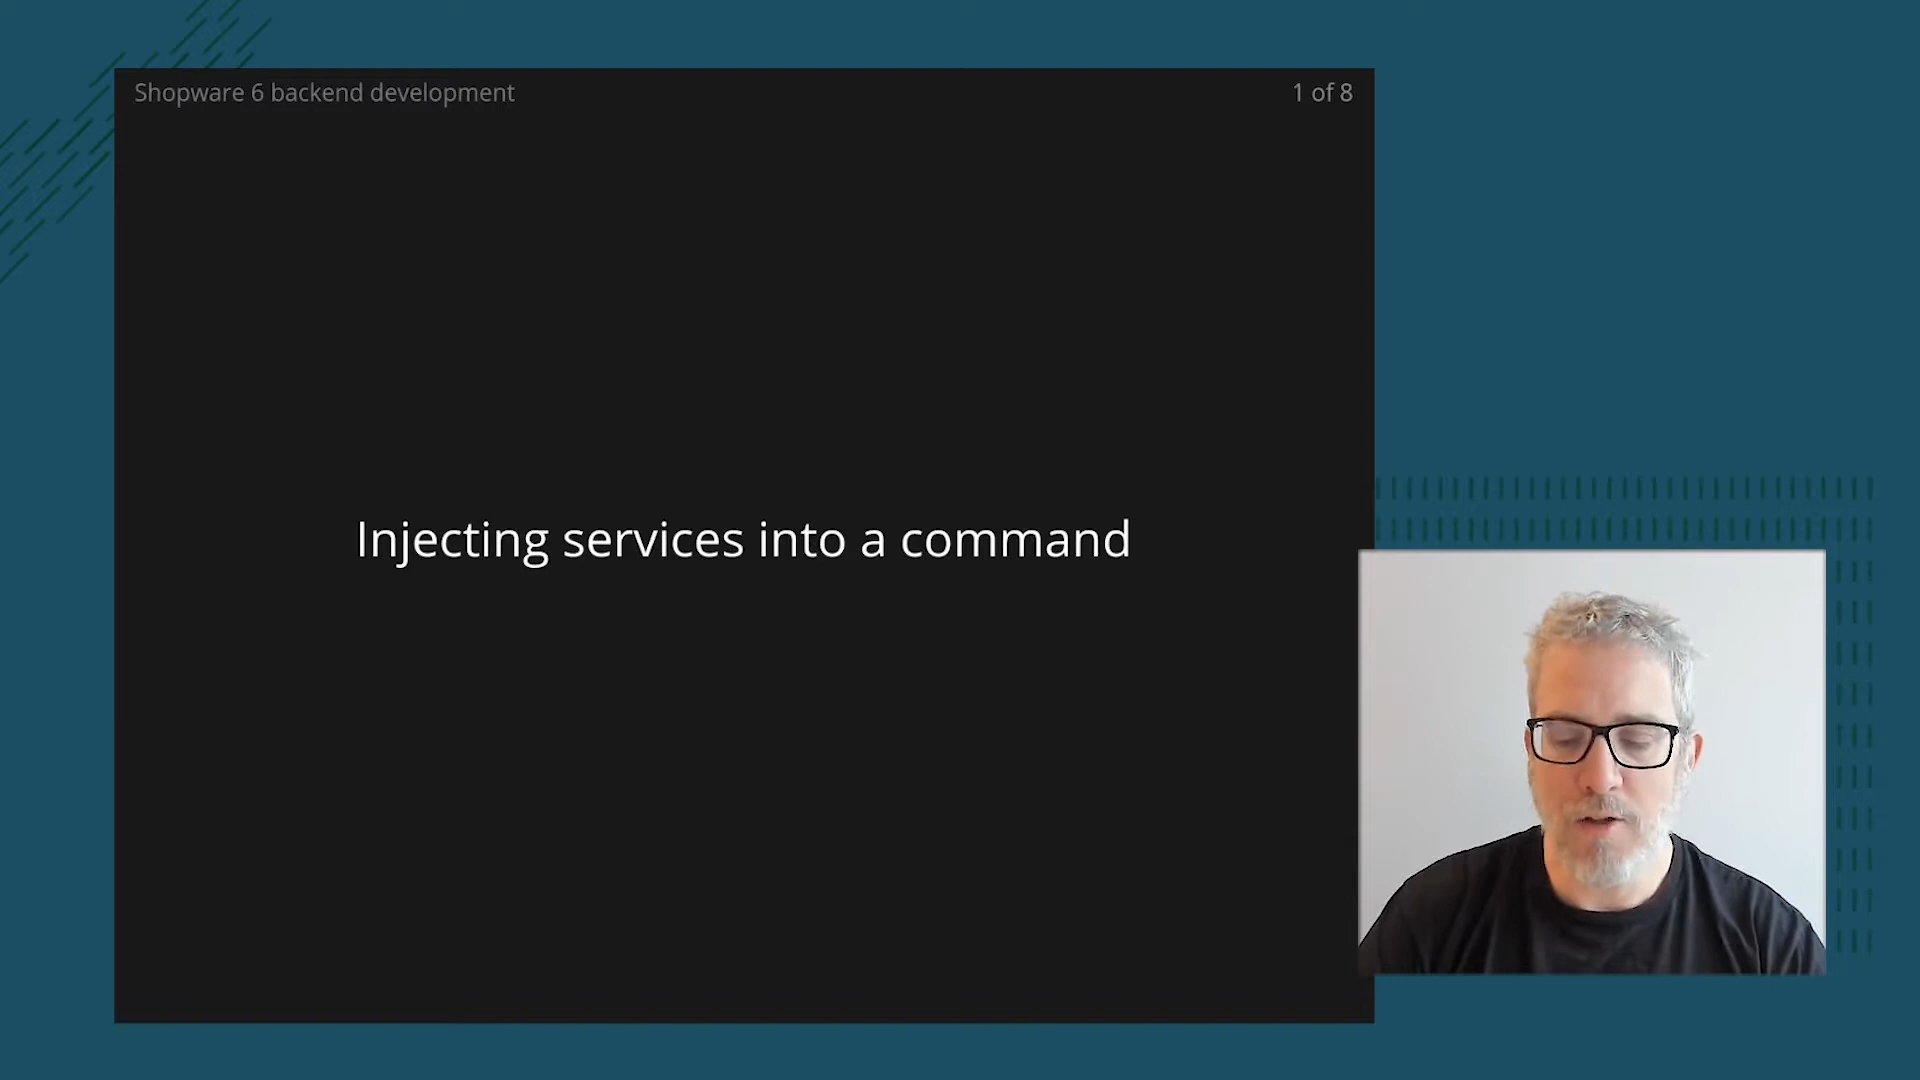 Shopware 6 backend development
1 of 8
Injecting services into a command